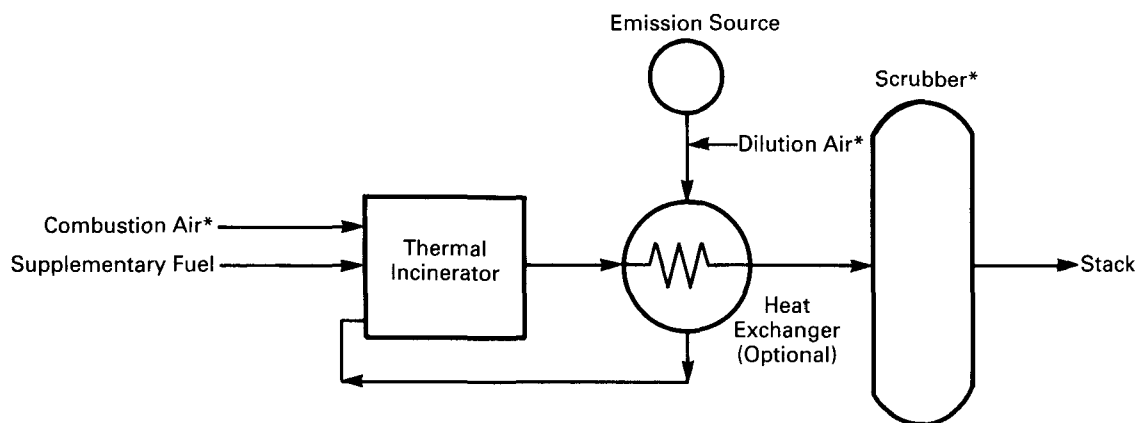 Emission Source
Scrubber*
Dilution Air*
Combustion Air*
Supplementary Fuel
Thermal
Incinerator
Heat
Exchanger
(Optional)
Stack